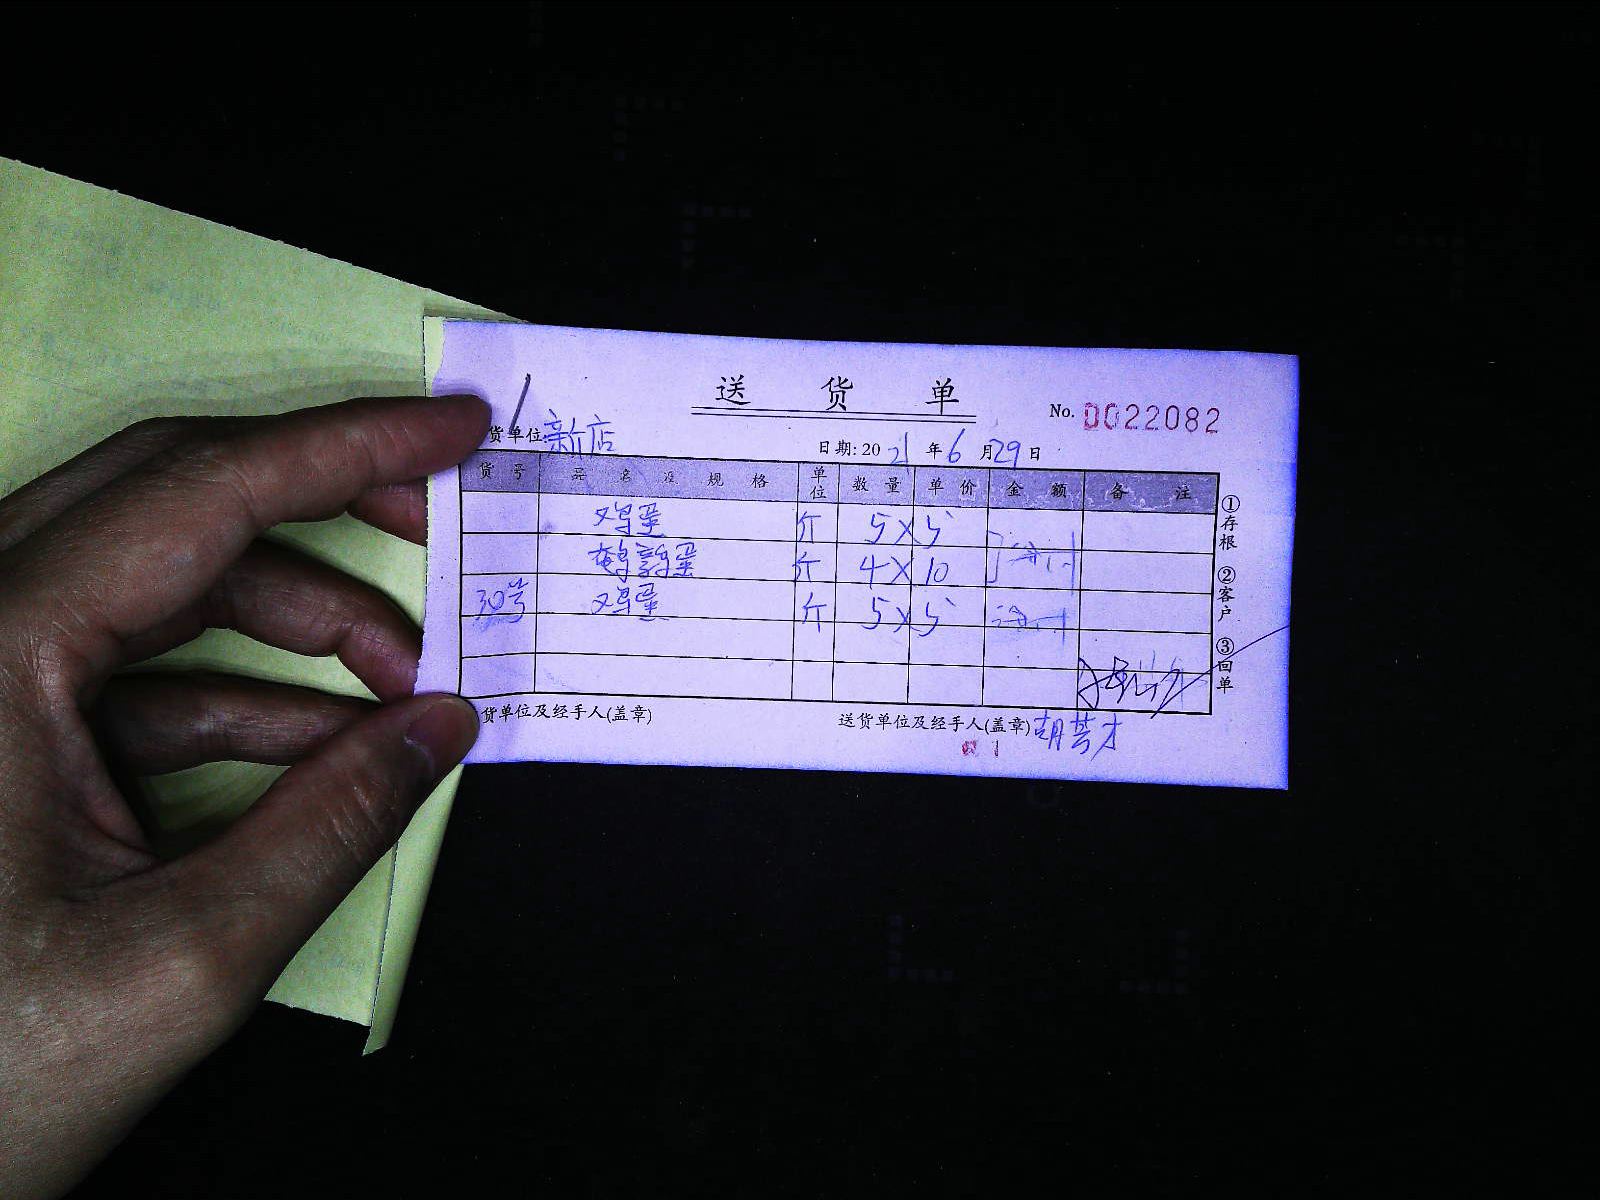 送 货 单
No. 0022082
货单位: 新店
日期: 2021 年 6 月 29 日
货 号 品名及规格 单位 数 量 单 价 金 额 备 注
鸡蛋 斤 5 × 5
鹌鹑蛋 斤 4 × 10
30号 鸡蛋 斤 5 × 5
①存根 ②客户 ③回单
货单位及经手人(盖章)
送货单位及经手人(盖章) 胡芸才